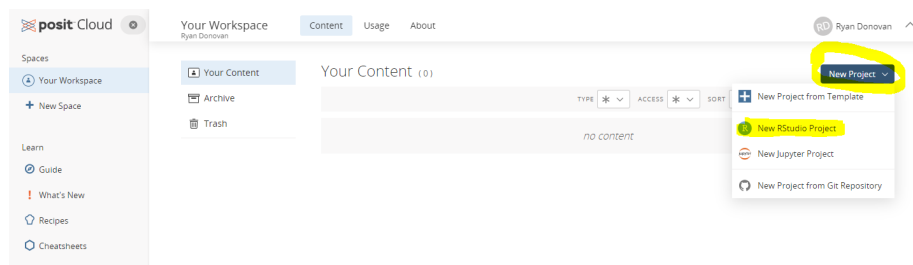 posit Cloud
Spaces
Your Workspace
New Space
Learn
Guide
What's New
Recipes
Cheatsheets
Your Workspace
Ryan Donovan
Content Usage About
RD Ryan Donovan
Your Content
Archive
Trash
Your Content (0)
New Project
TYPE * ACCESS * SORT
no content
New Project from Template
R New RStudio Project
New Jupyter Project
New Project from Git Repository